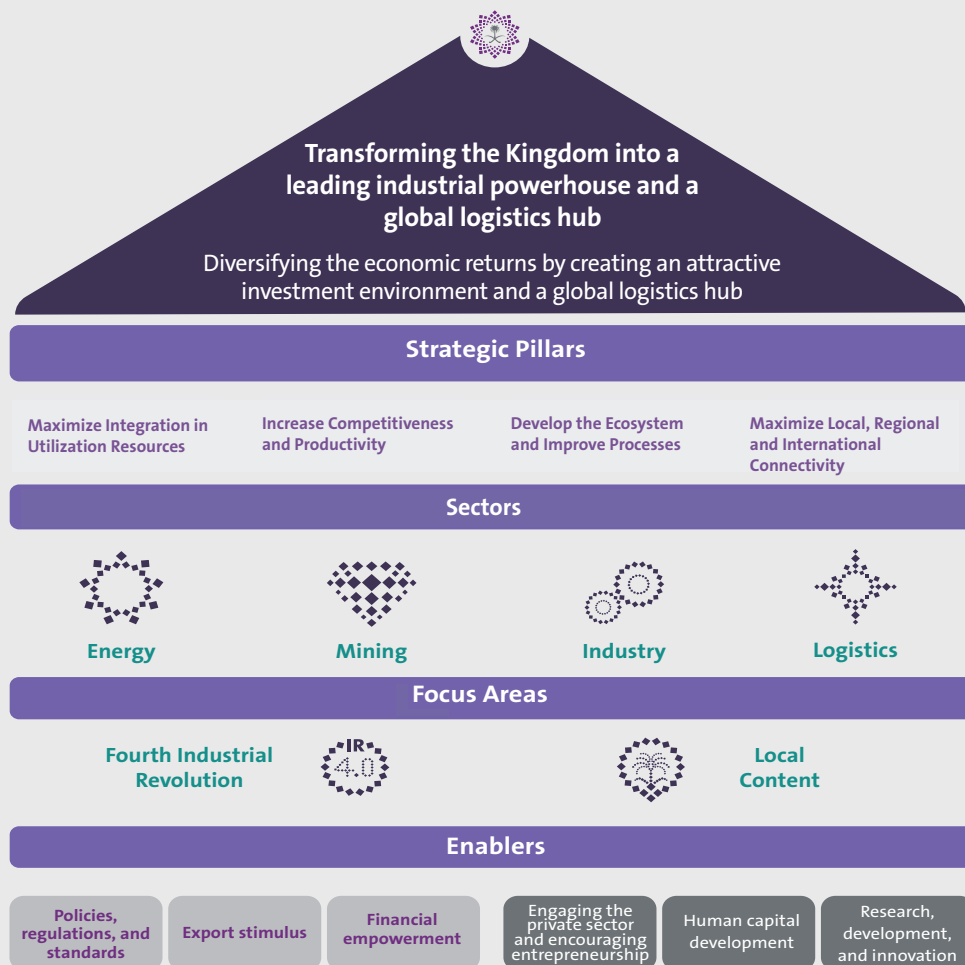 Transforming the Kingdom into a
leading industrial powerhouse and a
global logistics hub
Diversifying the economic returns by creating an attractive
investment environment and a global logistics hub
Strategic Pillars
Maximize Integration in
Utilization Resources
Increase Competitiveness
and Productivity
Develop the Ecosystem
and Improve Processes
Maximize Local, Regional
and International
Connectivity
Sectors
Energy
Mining
Industry
Logistics
Focus Areas
Fourth Industrial
Revolution
IR
4.0
Local
Content
Enablers
Policies,
regulations, and
standards
Export stimulus
Financial
empowerment
Engaging the
private sector
and encouraging
entrepreneurship
Human capital
development
Research,
development,
and innovation